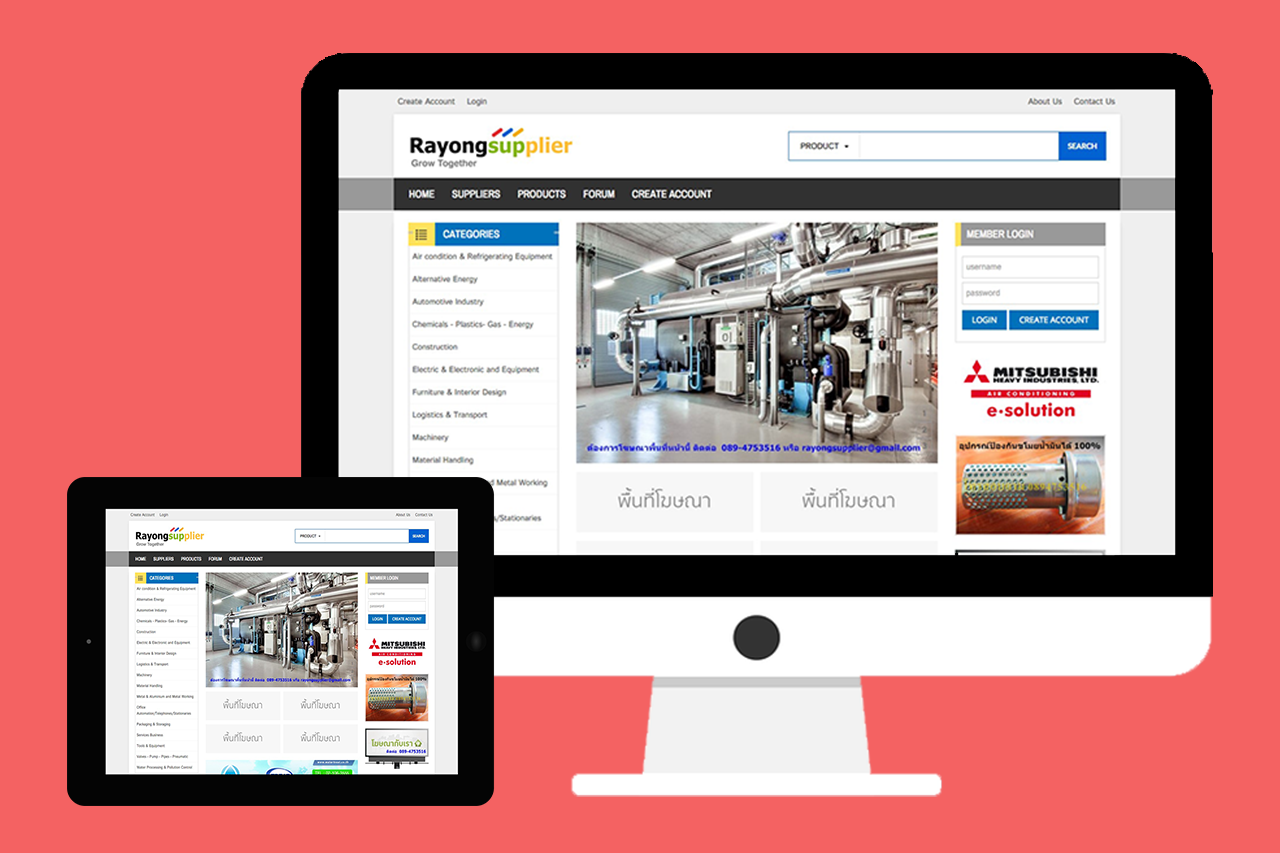 Create Account Login
About Us Contact Us
Rayongsupplier
Grow Together
PRODUCT
SEARCH
HOME SUPPLIERS PRODUCTS FORUM CREATE ACCOUNT
CATEGORIES
Air condition & Refrigerating Equipment
Alternative Energy
Automotive Industry
Chemicals - Plastics- Gas - Energy
Construction
Electric & Electronic and Equipment
Furniture & Interior Design
Logistics & Transport
Machinery
Material Handling
d Metal Working
s/Stationaries
ต้องการโฆษณาพื้นที่หน้านี้ ติดต่อ 089-4753516 หรือ rayongsupplier@gmail.com
พื้นที่โฆษณา
พื้นที่โฆษณา
MEMBER LOGIN
username
password
LOGIN CREATE ACCOUNT
MITSUBISHI
HEAVY INDUSTRIES, LTD.
AIR CONDITIONING
e-solution
อุปกรณ์ป้องกันขโมยน้ำมันได้ 100%
Create Account Login
About Us Contact Us
Rayongsupplier
Grow Together
PRODUCT
SEARCH
HOME SUPPLIERS PRODUCTS FORUM CREATE ACCOUNT
CATEGORIES
Air condition & Refrigerating Equipment
Alternative Energy
Automotive Industry
Chemicals - Plastics- Gas - Energy
Construction
Electric & Electronic and Equipment
Furniture & Interior Design
Logistics & Transport
Machinery
Material Handling
Metal & Aluminium and Metal Working
Office
Automation/Telephones/Stationaries
Packaging & Storaging
Services Business
Tools & Equipment
Valves - Pump - Pipes - Pneumatic
Water Processing & Pollution Control
ต้องการโฆษณาพื้นที่หน้านี้ ติดต่อ 089-4753516 หรือ rayongsupplier@gmail.com
พื้นที่โฆษณา
พื้นที่โฆษณา
พื้นที่โฆษณา
พื้นที่โฆษณา
MEMBER LOGIN
username
password
LOGIN CREATE ACCOUNT
MITSUBISHI
HEAVY INDUSTRIES, LTD.
AIR CONDITIONING
e-solution
อุปกรณ์ป้องกันขโมยน้ำมันได้ 100%
โฆษณากับเรา
ติดต่อ 089-4753516